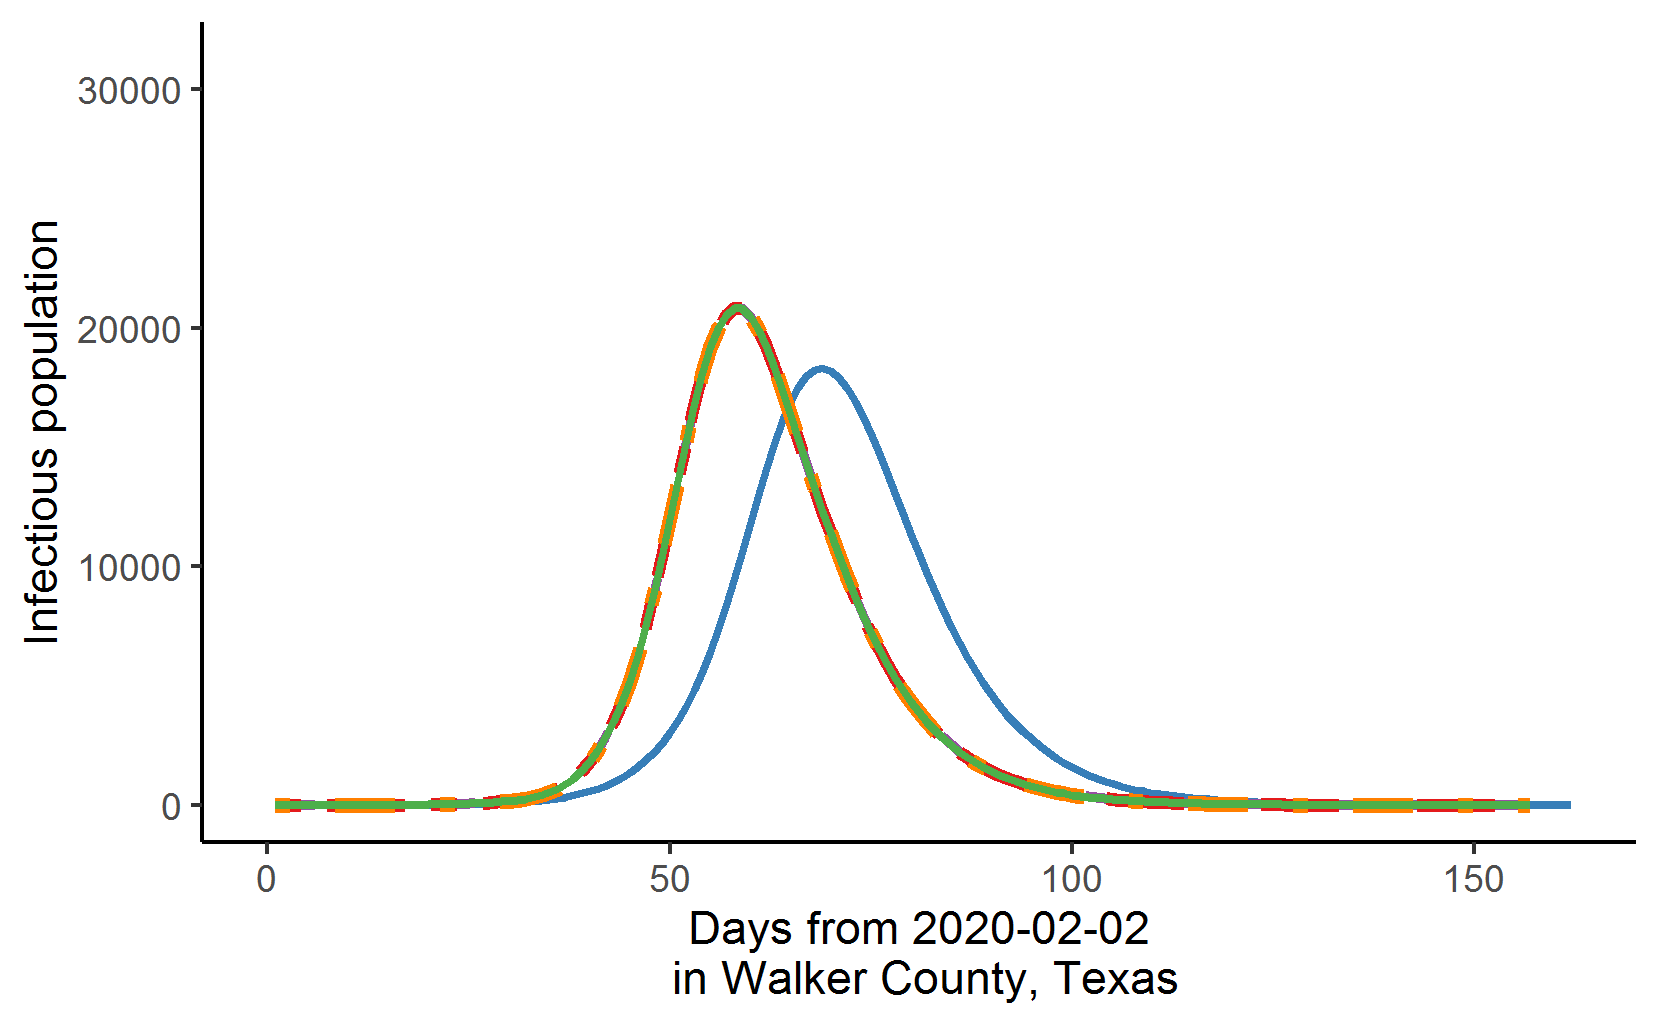 Infectious population
30000
20000
10000
0
0 50 100 150
Days from 2020-02-02
in Walker County, Texas